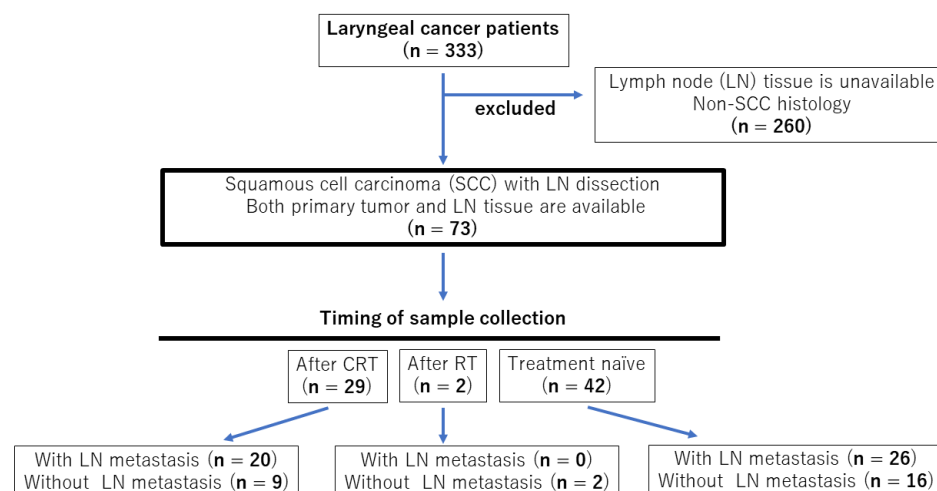 Laryngeal cancer patients
(n = 333)
excluded
Lymph node (LN) tissue is unavailable
Non-SCC histology
(n = 260)
Squamous cell carcinoma (SCC) with LN dissection
Both primary tumor and LN tissue are available
(n = 73)
Timing of sample collection
After CRT
(n = 29)
After RT
(n = 2)
Treatment naïve
(n = 42)
With LN metastasis (n = 20)
Without LN metastasis (n = 9)
With LN metastasis (n = 0)
Without LN metastasis (n = 2)
With LN metastasis (n = 26)
Without LN metastasis (n = 16)